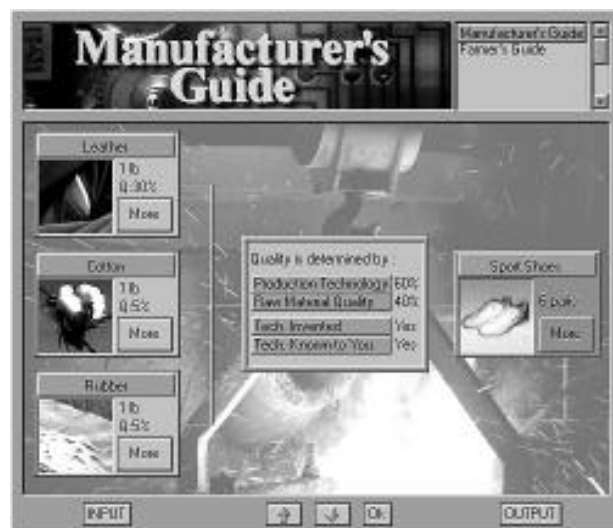 Manufacturer's
Guide
Manufacturer's Guide
Farmer's Guide
Leather
1 lb
Q:30%
More
Cotton
1 lb
Q:5%
More
Rubber
1 lb
Q:5%
More
Quality is determined by :
Production Technology 60%
Raw Material Quality 40%
Tech. Invented Yes
Tech. Known to You Yes
Sport Shoes
6 pair
More
INPUT
Ok
OUTPUT